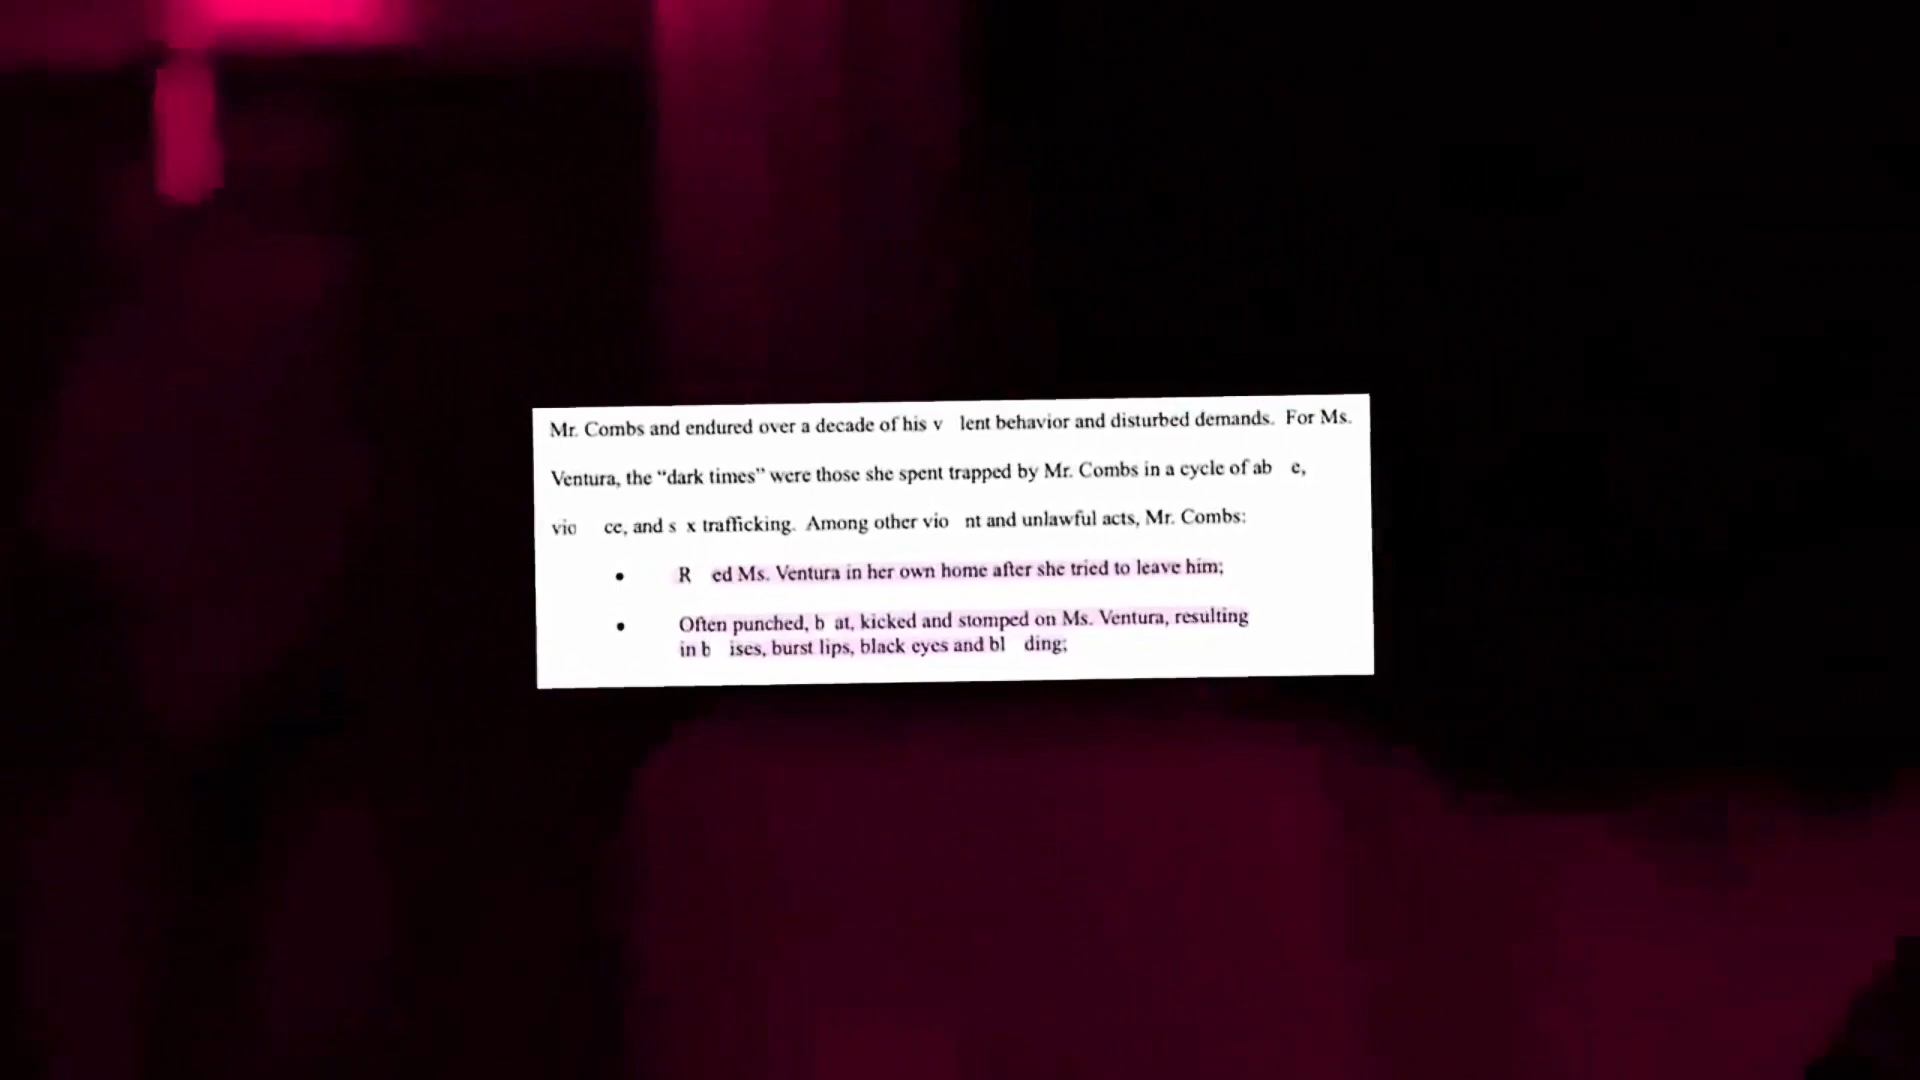 Mr. Combs and endured over a decade of his v lent behavior and disturbed demands. For Ms.
Ventura, the “dark times” were those she spent trapped by Mr. Combs in a cycle of ab e,
vio ce, and s x trafficking. Among other vio nt and unlawful acts, Mr. Combs:
• R ed Ms. Ventura in her own home after she tried to leave him;
• Often punched, b at, kicked and stomped on Ms. Ventura, resulting
in b ises, burst lips, black eyes and bl ding;